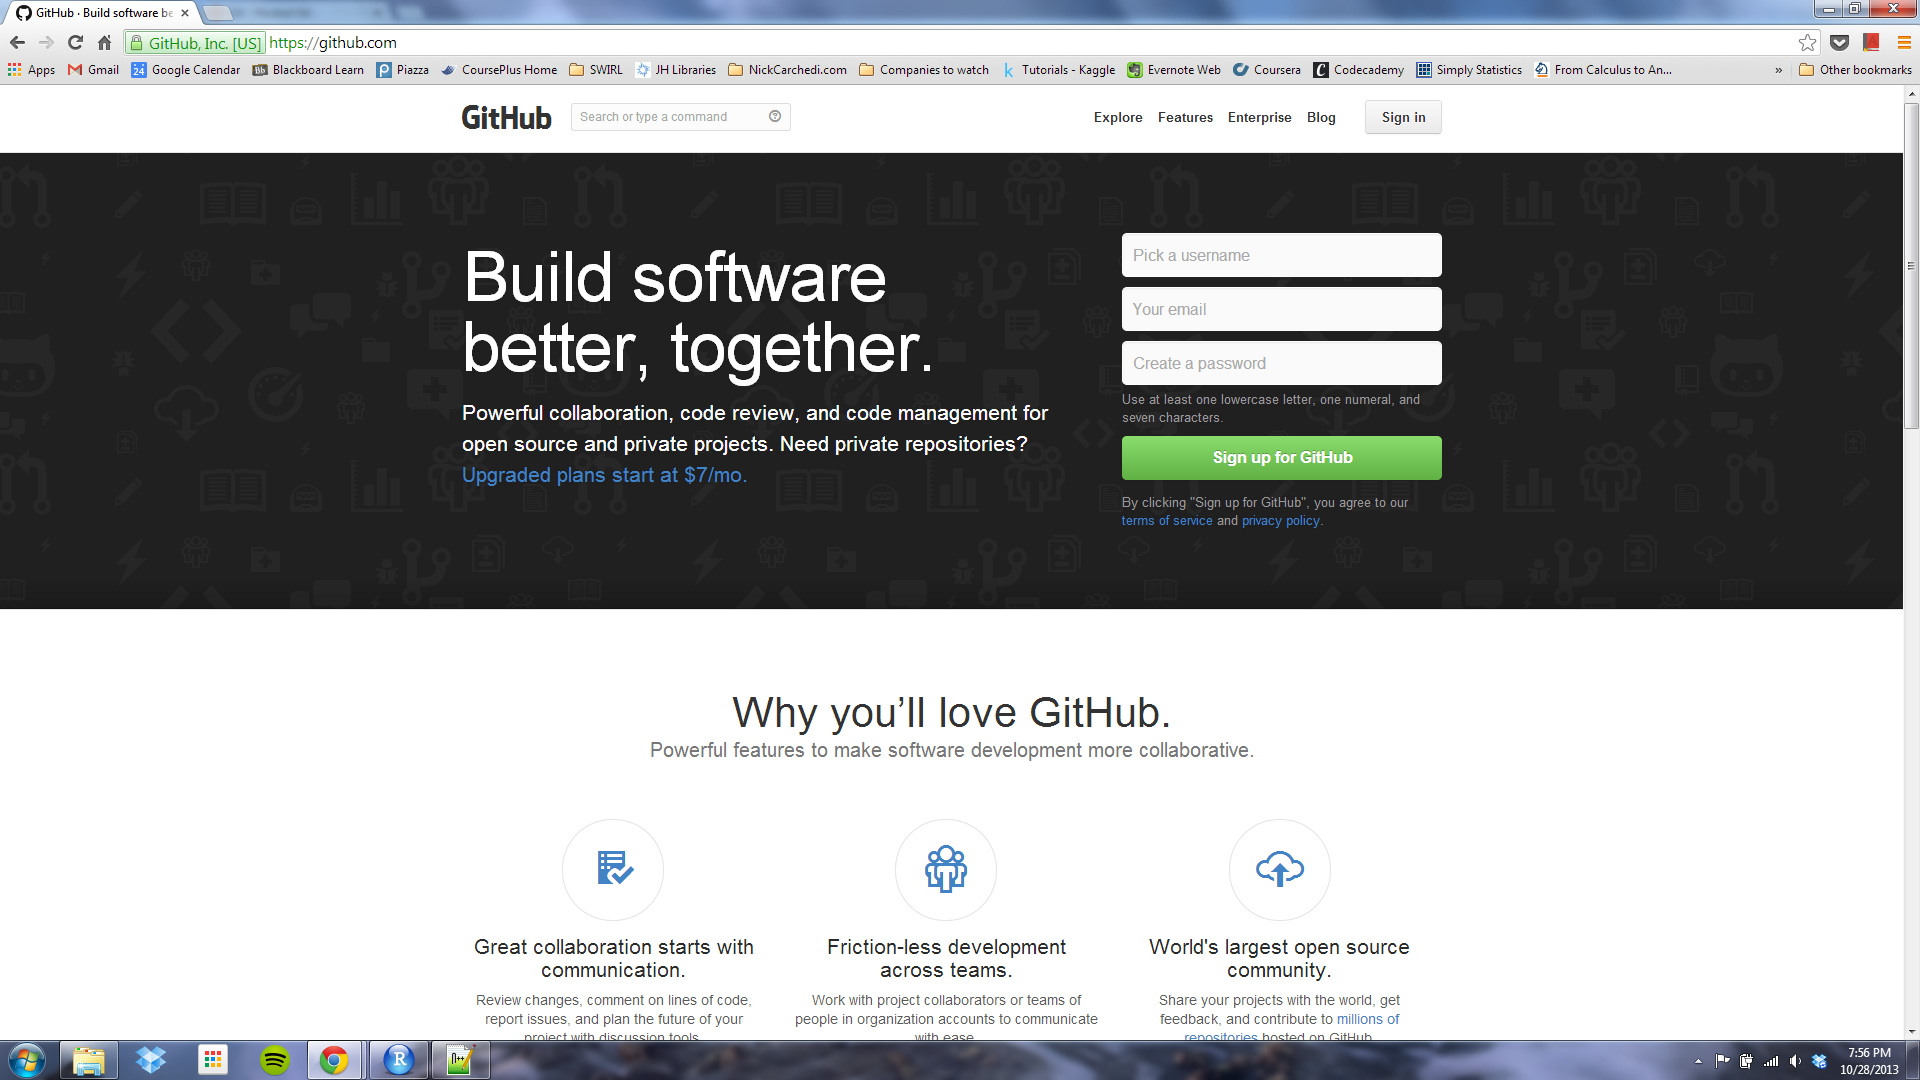 GitHub · Build software be
GitHub, Inc. [US] https://github.com
Apps Gmail 24 Google Calendar Bb Blackboard Learn Piazza CoursePlus Home SWIRL JH Libraries NickCarchedi.com Companies to watch Tutorials - Kaggle Evernote Web Coursera Codecademy Simply Statistics From Calculus to An... » Other bookmarks
GitHub Search or type a command Explore Features Enterprise Blog Sign in
Build software
better, together.
Powerful collaboration, code review, and code management for
open source and private projects. Need private repositories?
Upgraded plans start at $7/mo.
Pick a username
Your email
Create a password
Use at least one lowercase letter, one numeral, and
seven characters.
Sign up for GitHub
By clicking "Sign up for GitHub", you agree to our
terms of service and privacy policy.
Why you’ll love GitHub.
Powerful features to make software development more collaborative.
Great collaboration starts with
communication.
Review changes, comment on lines of code,
report issues, and plan the future of your
project with discussion tools.
Friction-less development
across teams.
Work with project collaborators or teams of
people in organization accounts to communicate
with ease.
World's largest open source
community.
Share your projects with the world, get
feedback, and contribute to millions of
repositories hosted on GitHub.
7:56 PM
10/28/2013